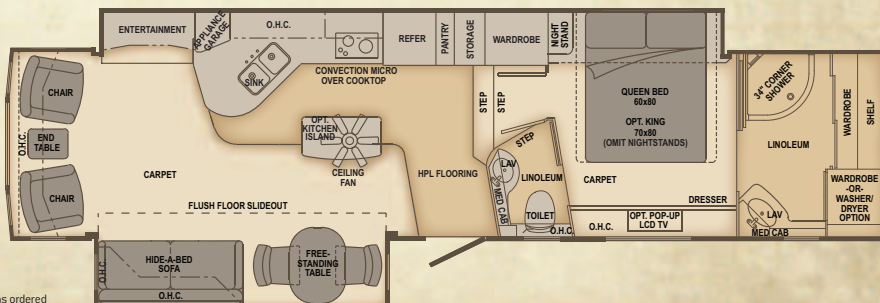 ENTERTAINMENT
APPLIANCE
GARAGE
O.H.C.
SINK
CONVECTION MICRO
OVER COOKTOP
REFER
PANTRY
STORAGE
WARDROBE
NIGHT
STAND
QUEEN BED
60x80
OPT. KING
70x80
(OMIT NIGHTSTANDS)
34" CORNER
SHOWER
WARDROBE
SHELF
LINOLEUM
CHAIR
O.H.C.
END
TABLE
CHAIR
CARPET
OPT.
KITCHEN
ISLAND
CEILING
FAN
HPL FLOORING
STEP
STEP
STEP
LAV
LINOLEUM
MED CAB
TOILET
O.H.C.
CARPET
O.H.C.
DRESSER
OPT. POP-UP
LCD TV
LAV
MED CAB
WARDROBE
-OR-
WASHER/
DRYER
OPTION
FLUSH FLOOR SLIDEOUT
O.H.C.
HIDE-A-BED
SOFA
O.H.C.
FREE-
STANDING
TABLE
ordered